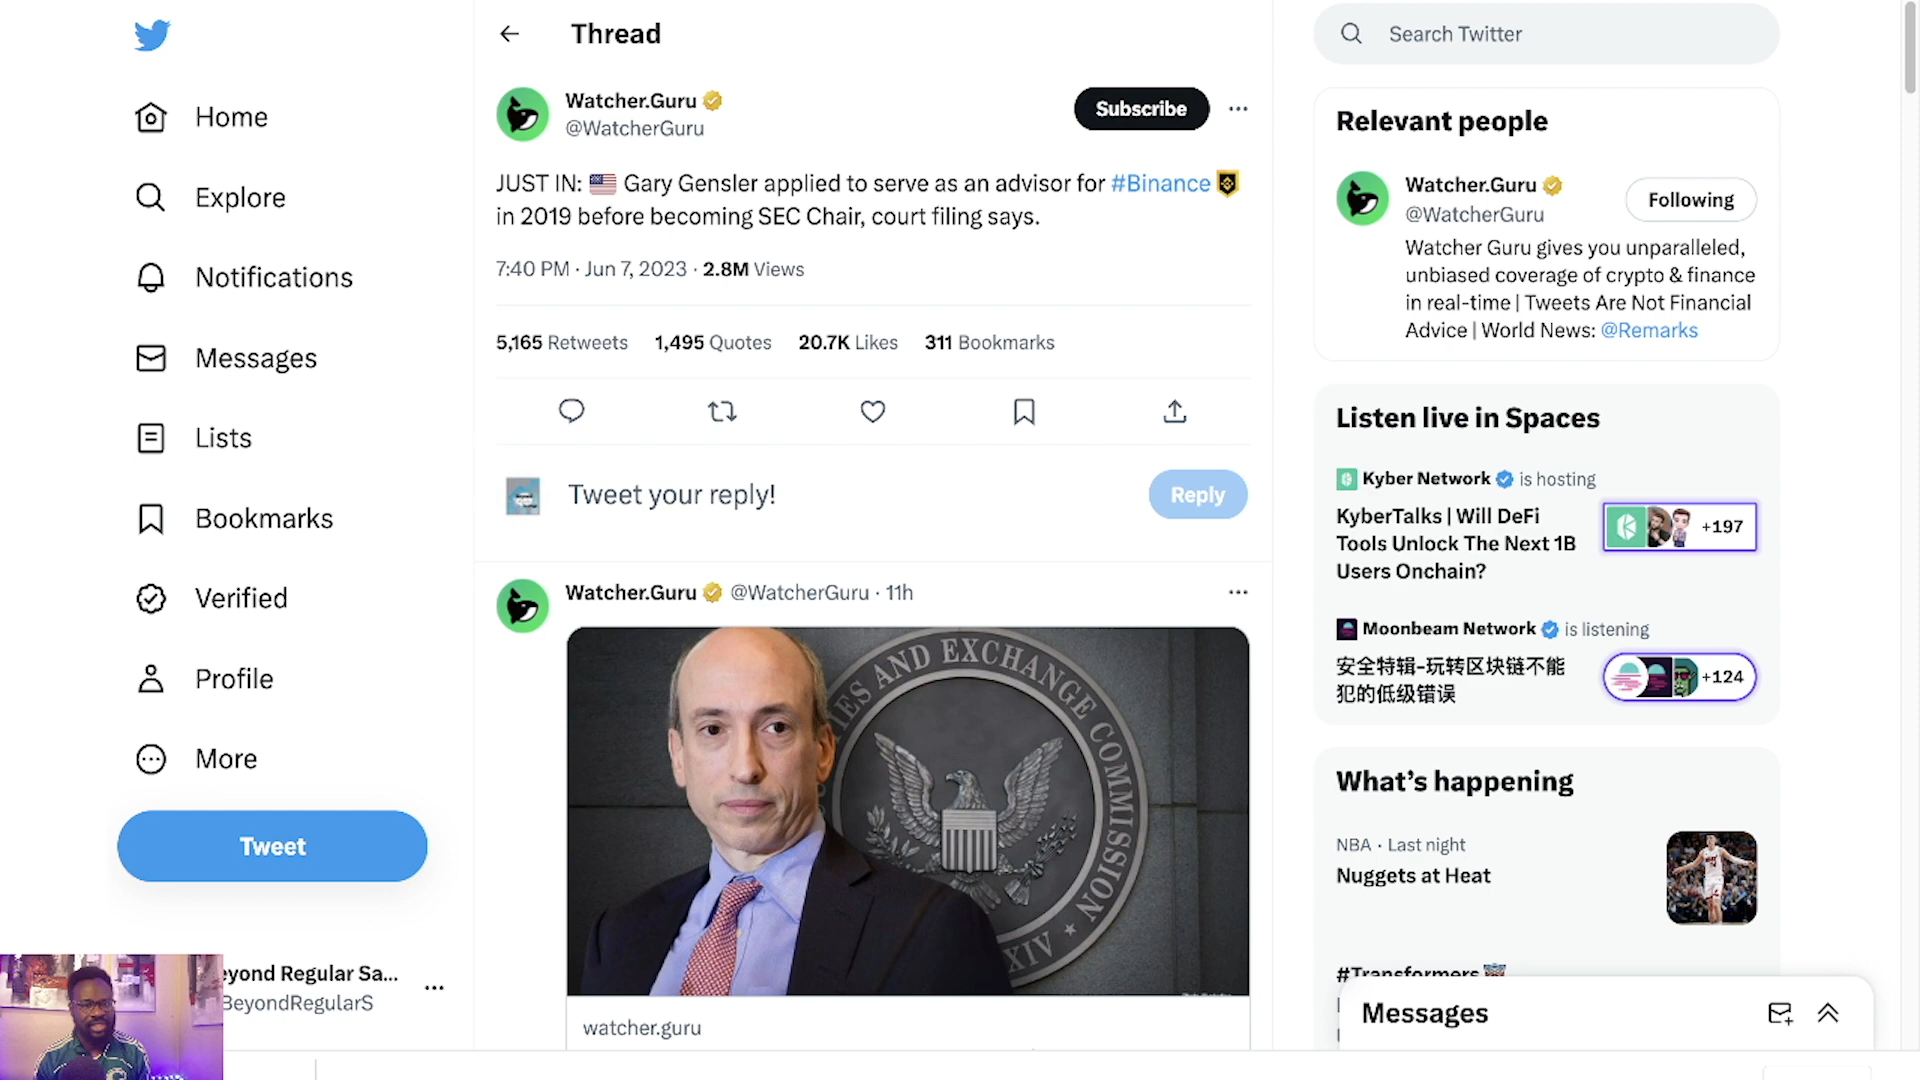 Home
Explore
Notifications
Messages
Lists
Bookmarks
Verified
Profile
More
Tweet
eyond Regular Sa...
BeyondRegularS
Thread
Watcher.Guru
@WatcherGuru
Subscribe
JUST IN: 🇺🇸 Gary Gensler applied to serve as an advisor for #Binance
in 2019 before becoming SEC Chair, court filing says.
7:40 PM · Jun 7, 2023 · 2.8M Views
5,165 Retweets 1,495 Quotes 20.7K Likes 311 Bookmarks
Tweet your reply!
Reply
Watcher.Guru @WatcherGuru · 11h
IES AND EXCHANGE COMMISSION
XIV
watcher.guru
Search Twitter
Relevant people
Watcher.Guru
@WatcherGuru
Following
Watcher Guru gives you unparalleled,
unbiased coverage of crypto & finance
in real-time | Tweets Are Not Financial
Advice | World News: @Remarks
Listen live in Spaces
Kyber Network is hosting
KyberTalks | Will DeFi
Tools Unlock The Next 1B
Users Onchain?
+197
Moonbeam Network is listening
安全特辑-玩转区块链不能
犯的低级错误
+124
What's happening
NBA · Last night
Nuggets at Heat
#Transformers
Messages